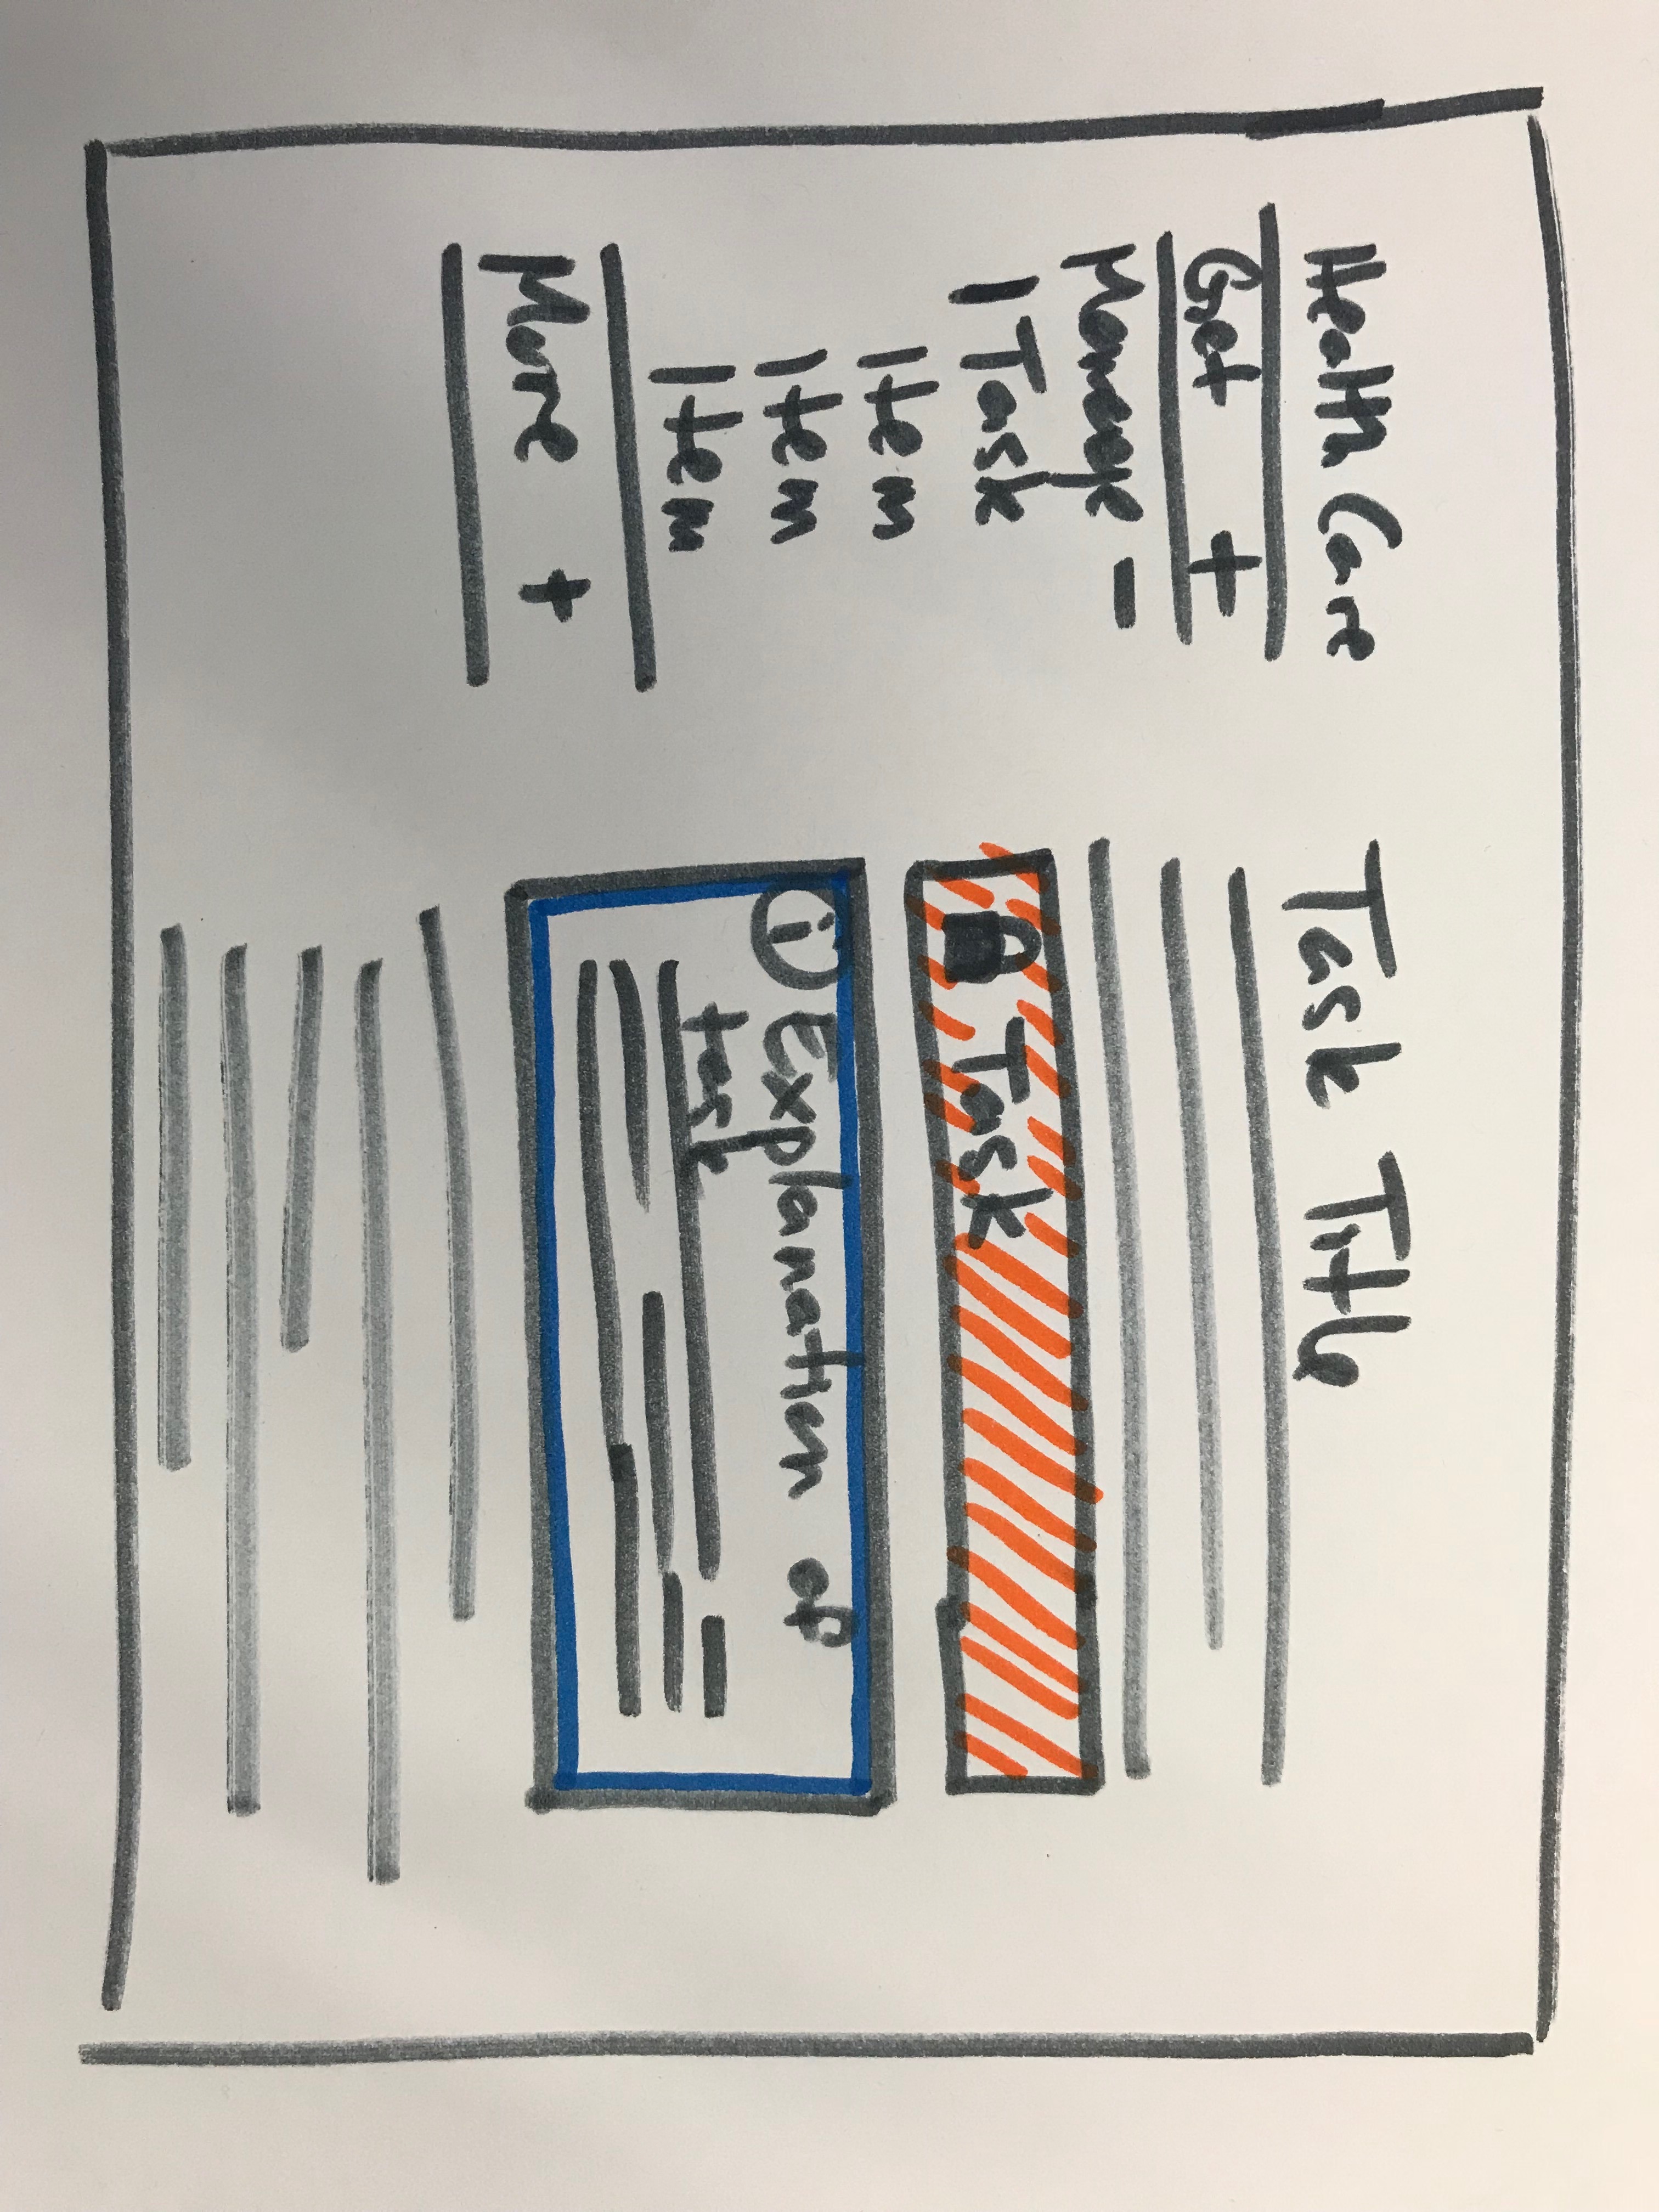 Health Care
Get +
Manage -
| Task
Item
Item
Item
More +
Task Title
Task
i Explanation of
task